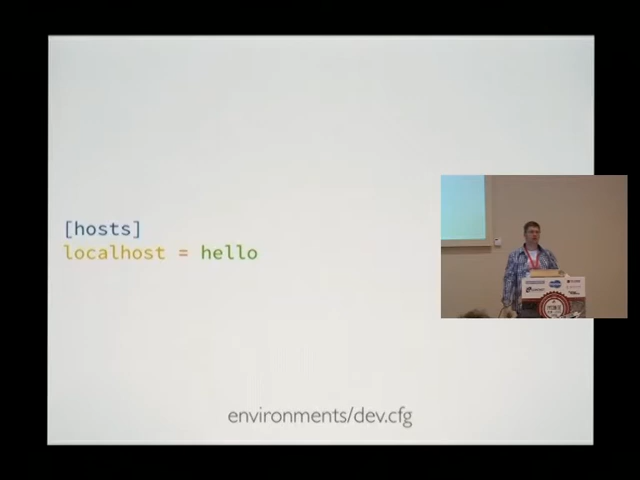 [hosts]
localhost = hello
environments/dev.cfg